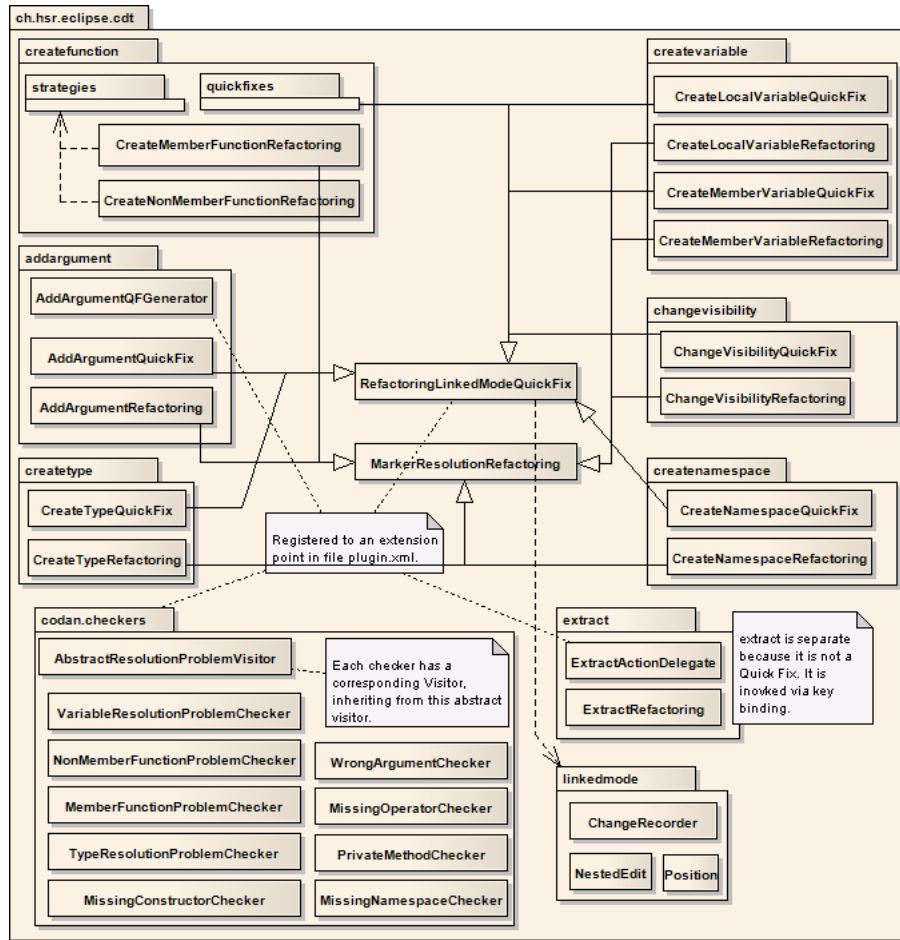 ch.hsr.eclipse.cdt
createfunction
strategies
quickfixes
CreateMemberFunctionRefactoring
CreateNonMemberFunctionRefactoring
createvariable
CreateLocalVariableQuickFix
CreateLocalVariableRefactoring
CreateMemberVariableQuickFix
CreateMemberVariableRefactoring
addargument
AddArgumentQFGenerator
AddArgumentQuickFix
AddArgumentRefactoring
changevisibility
ChangeVisibilityQuickFix
ChangeVisibilityRefactoring
RefactoringLinkedModeQuickFix
MarkerResolutionRefactoring
createtype
CreateTypeQuickFix
CreateTypeRefactoring
createnamespace
CreateNamespaceQuickFix
CreateNamespaceRefactoring
Registered to an extension
point in file plugin.xml.
codan.checkers
AbstractResolutionProblemVisitor
VariableResolutionProblemChecker
NonMemberFunctionProblemChecker
MemberFunctionProblemChecker
TypeResolutionProblemChecker
MissingConstructorChecker
Each checker has a
corresponding Visitor,
inheriting from this abstract
visitor.
WrongArgumentChecker
MissingOperatorChecker
PrivateMethodChecker
MissingNamespaceChecker
extract
ExtractActionDelegate
ExtractRefactoring
extract is separate
because it is not a
Quick Fix. It is
inovked via key
binding.
linkedmode
ChangeRecorder
NestedEdit
Position